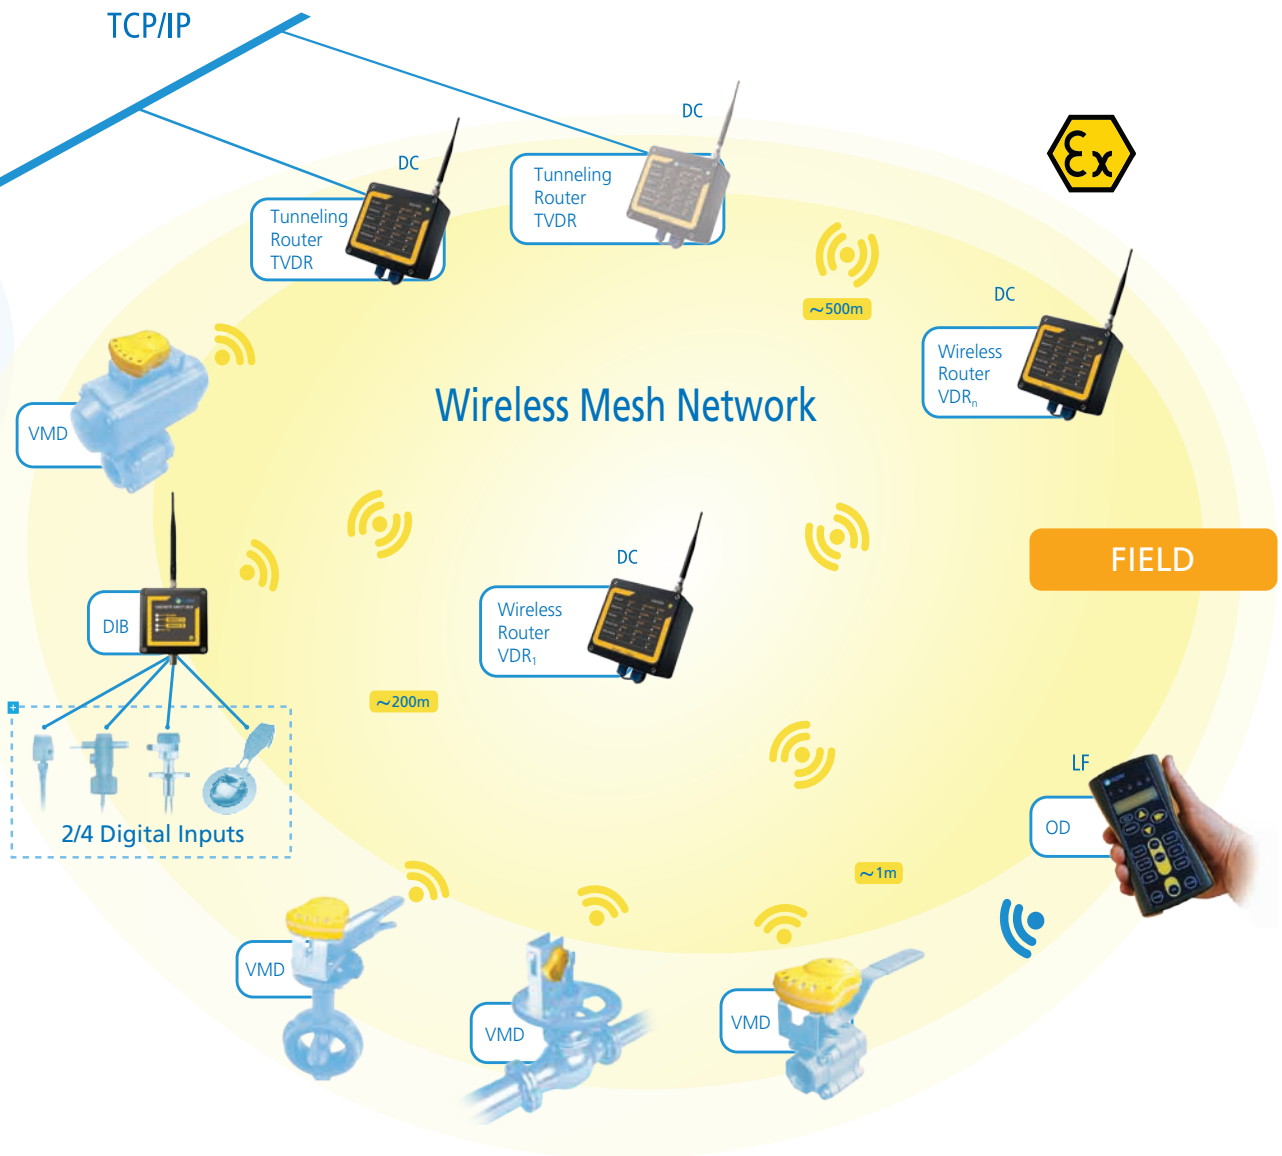 TCP/IP
DC
DC
Tunneling
Router
TVDR
Tunneling
Router
TVDR
Ex
~500m
DC
Wireless
Router
VDRn
Wireless Mesh Network
VMD
FIELD
DC
DIB
Wireless
Router
VDR1
~200m
+
2/4 Digital Inputs
LF
OD
~1m
VMD
VMD
VMD